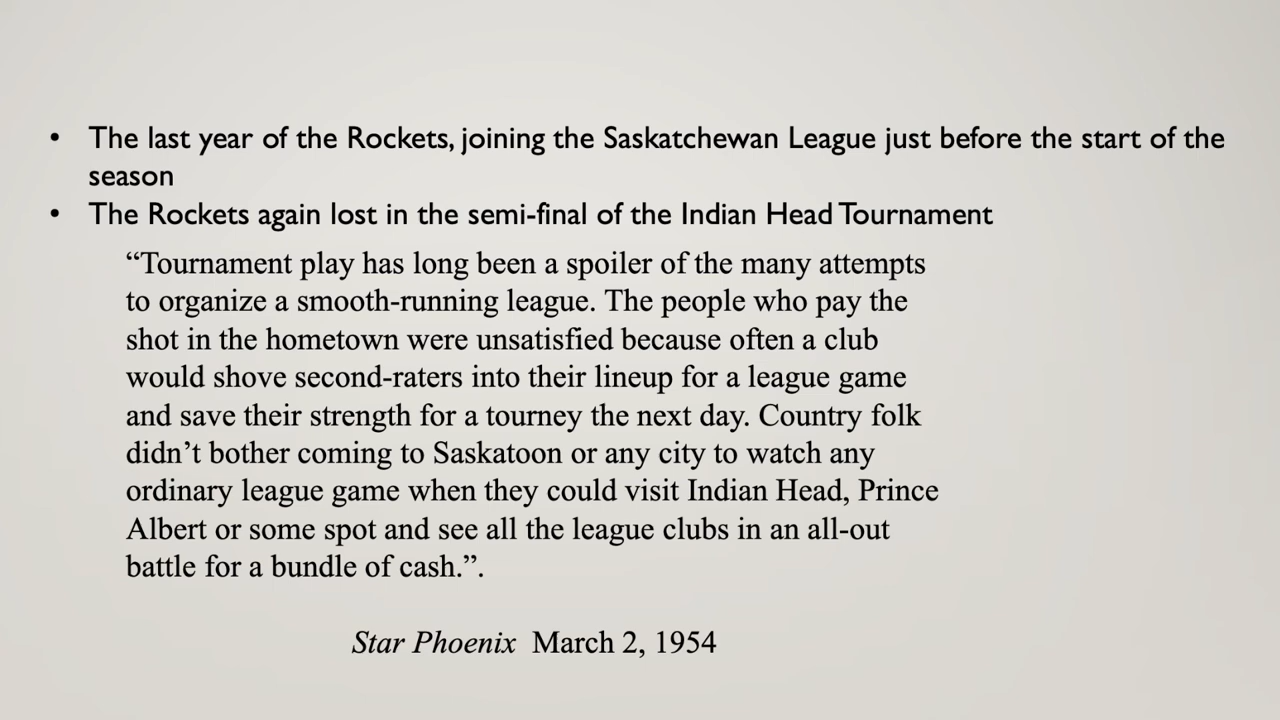 • The last year of the Rockets, joining the Saskatchewan League just before the start of the
season
• The Rockets again lost in the semi-final of the Indian Head Tournament
“Tournament play has long been a spoiler of the many attempts
to organize a smooth-running league. The people who pay the
shot in the hometown were unsatisfied because often a club
would shove second-raters into their lineup for a league game
and save their strength for a tourney the next day. Country folk
didn’t bother coming to Saskatoon or any city to watch any
ordinary league game when they could visit Indian Head, Prince
Albert or some spot and see all the league clubs in an all-out
battle for a bundle of cash.”.
Star Phoenix March 2, 1954